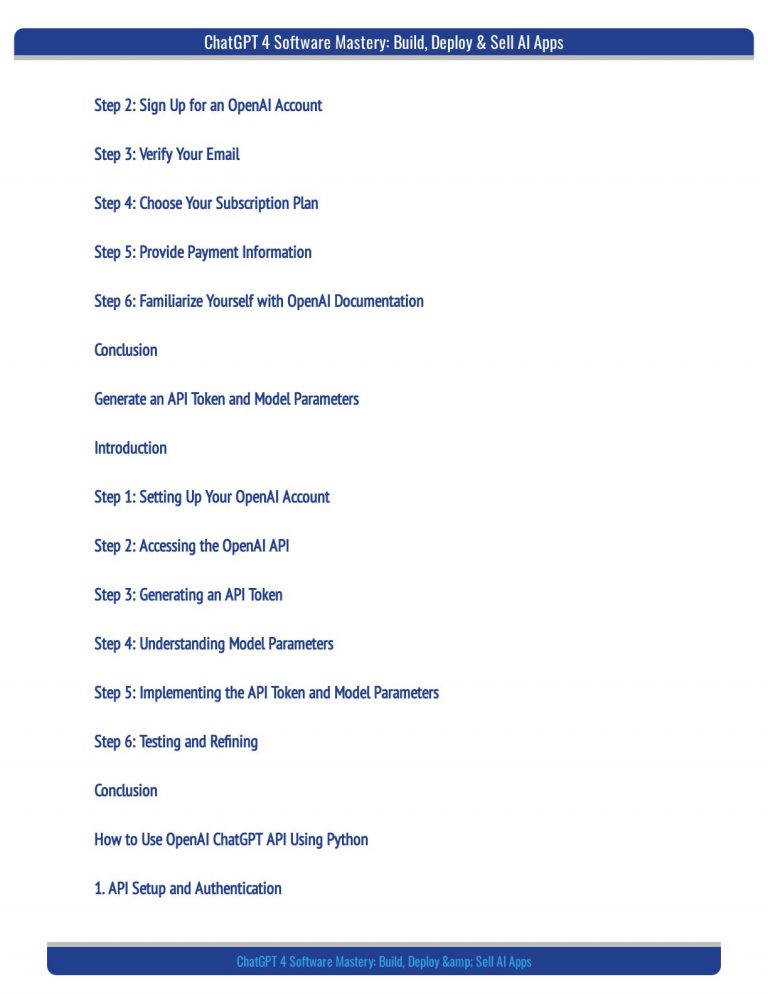 ChatGPT 4 Software Mastery: Build, Deploy & Sell AI Apps
Step 2: Sign Up for an OpenAI Account
Step 3: Verify Your Email
Step 4: Choose Your Subscription Plan
Step 5: Provide Payment Information
Step 6: Familiarize Yourself with OpenAI Documentation
Conclusion
Generate an API Token and Model Parameters
Introduction
Step 1: Setting Up Your OpenAI Account
Step 2: Accessing the OpenAI API
Step 3: Generating an API Token
Step 4: Understanding Model Parameters
Step 5: Implementing the API Token and Model Parameters
Step 6: Testing and Refining
Conclusion
How to Use OpenAI ChatGPT API Using Python
1. API Setup and Authentication
ChatGPT 4 Software Mastery: Build, Deploy &amp; Sell AI Apps